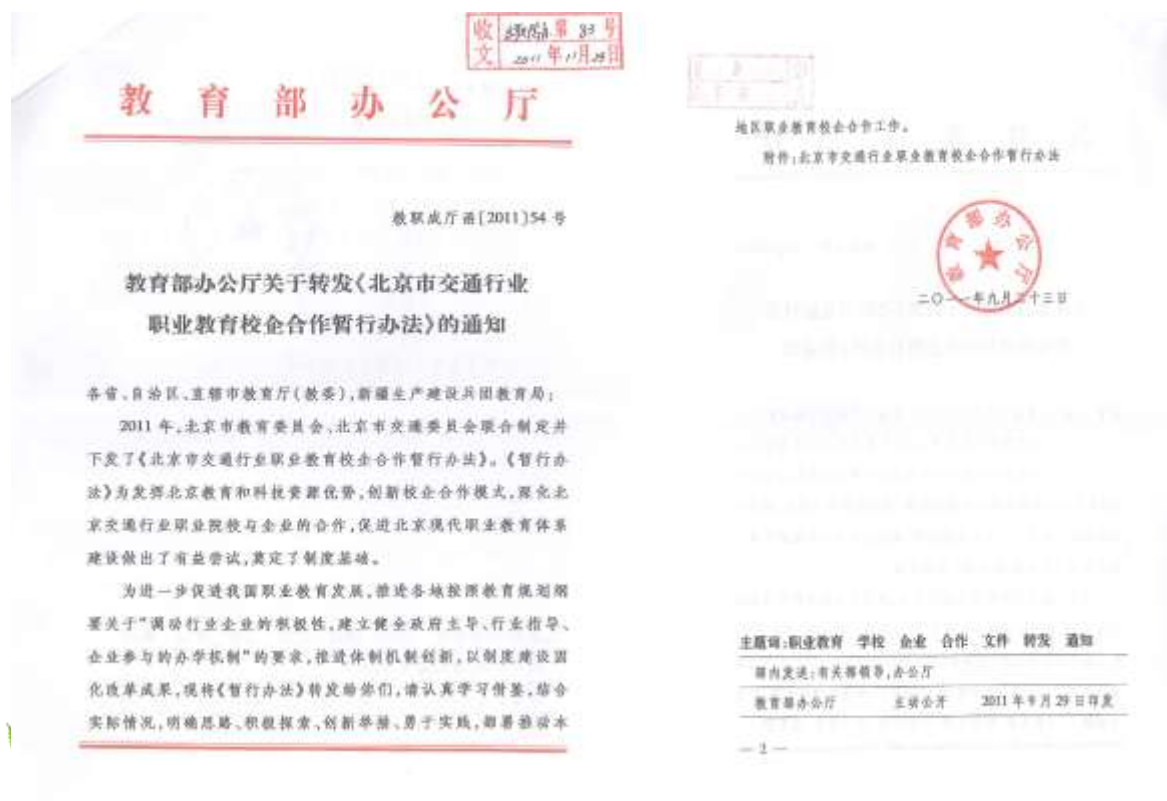 收文 第 83 号
2011 年 11 月 28 日
教育部办公厅
教职成厅函[2011]54 号
教育部办公厅关于转发《北京市交通行业
职业教育校企合作暂行办法》的通知
各省、自治区、直辖市教育厅(教委),新疆生产建设兵团教育局:
2011 年,北京市教育委员会、北京市交通委员会联合制定并
下发了《北京市交通行业职业教育校企合作暂行办法》。《暂行办
法》为发挥北京教育和科技资源优势,创新校企合作模式,深化北
京交通行业职业院校与企业的合作,促进北京现代职业教育体系
建设做出了有益尝试,奠定了制度基础。
为进一步促进我国职业教育发展,推进各地按照教育规划纲
要关于“调动行业企业的积极性,建立健全政府主导、行业指导、
企业参与的办学机制”的要求,推进体制机制创新,以制度建设固
化改革成果,现将《暂行办法》转发给你们,请认真学习借鉴,结合
实际情况,明确思路、积极探索、创新举措、勇于实践,部署推动本
地区职业教育校企合作工作。
附件:北京市交通行业职业教育校企合作暂行办法
教育部办公厅
二〇一一年九月二十三日
主题词:职业教育 学校 企业 合作 文件 转发 通知
部内发送:有关部领导,办公厅
教育部办公厅 主动公开 2011 年 9 月 29 日印发
— 2 —